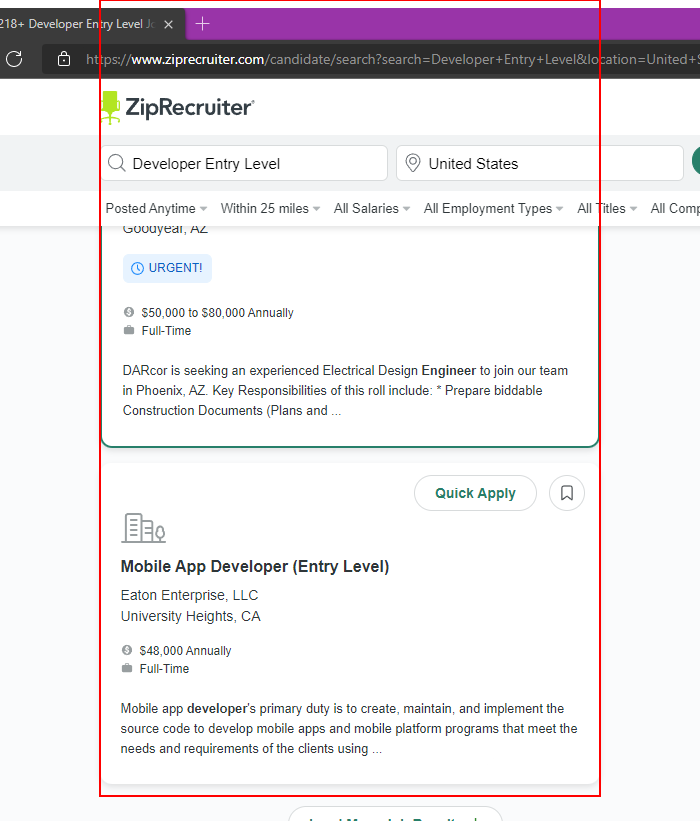 218+ Developer Entry Level J
https://www.ziprecruiter.com/candidate/search?search=Developer+Entry+Level&location=United+S
ZipRecruiter
Developer Entry Level
United States
Posted Anytime Within 25 miles All Salaries All Employment Types All Titles All Comp
Goodyear, AZ
URGENT!
$50,000 to $80,000 Annually
Full-Time
DARcor is seeking an experienced Electrical Design Engineer to join our team
in Phoenix, AZ. Key Responsibilities of this roll include: * Prepare biddable
Construction Documents (Plans and ...
Quick Apply
Mobile App Developer (Entry Level)
Eaton Enterprise, LLC
University Heights, CA
$48,000 Annually
Full-Time
Mobile app developer's primary duty is to create, maintain, and implement the
source code to develop mobile apps and mobile platform programs that meet the
needs and requirements of the clients using ...